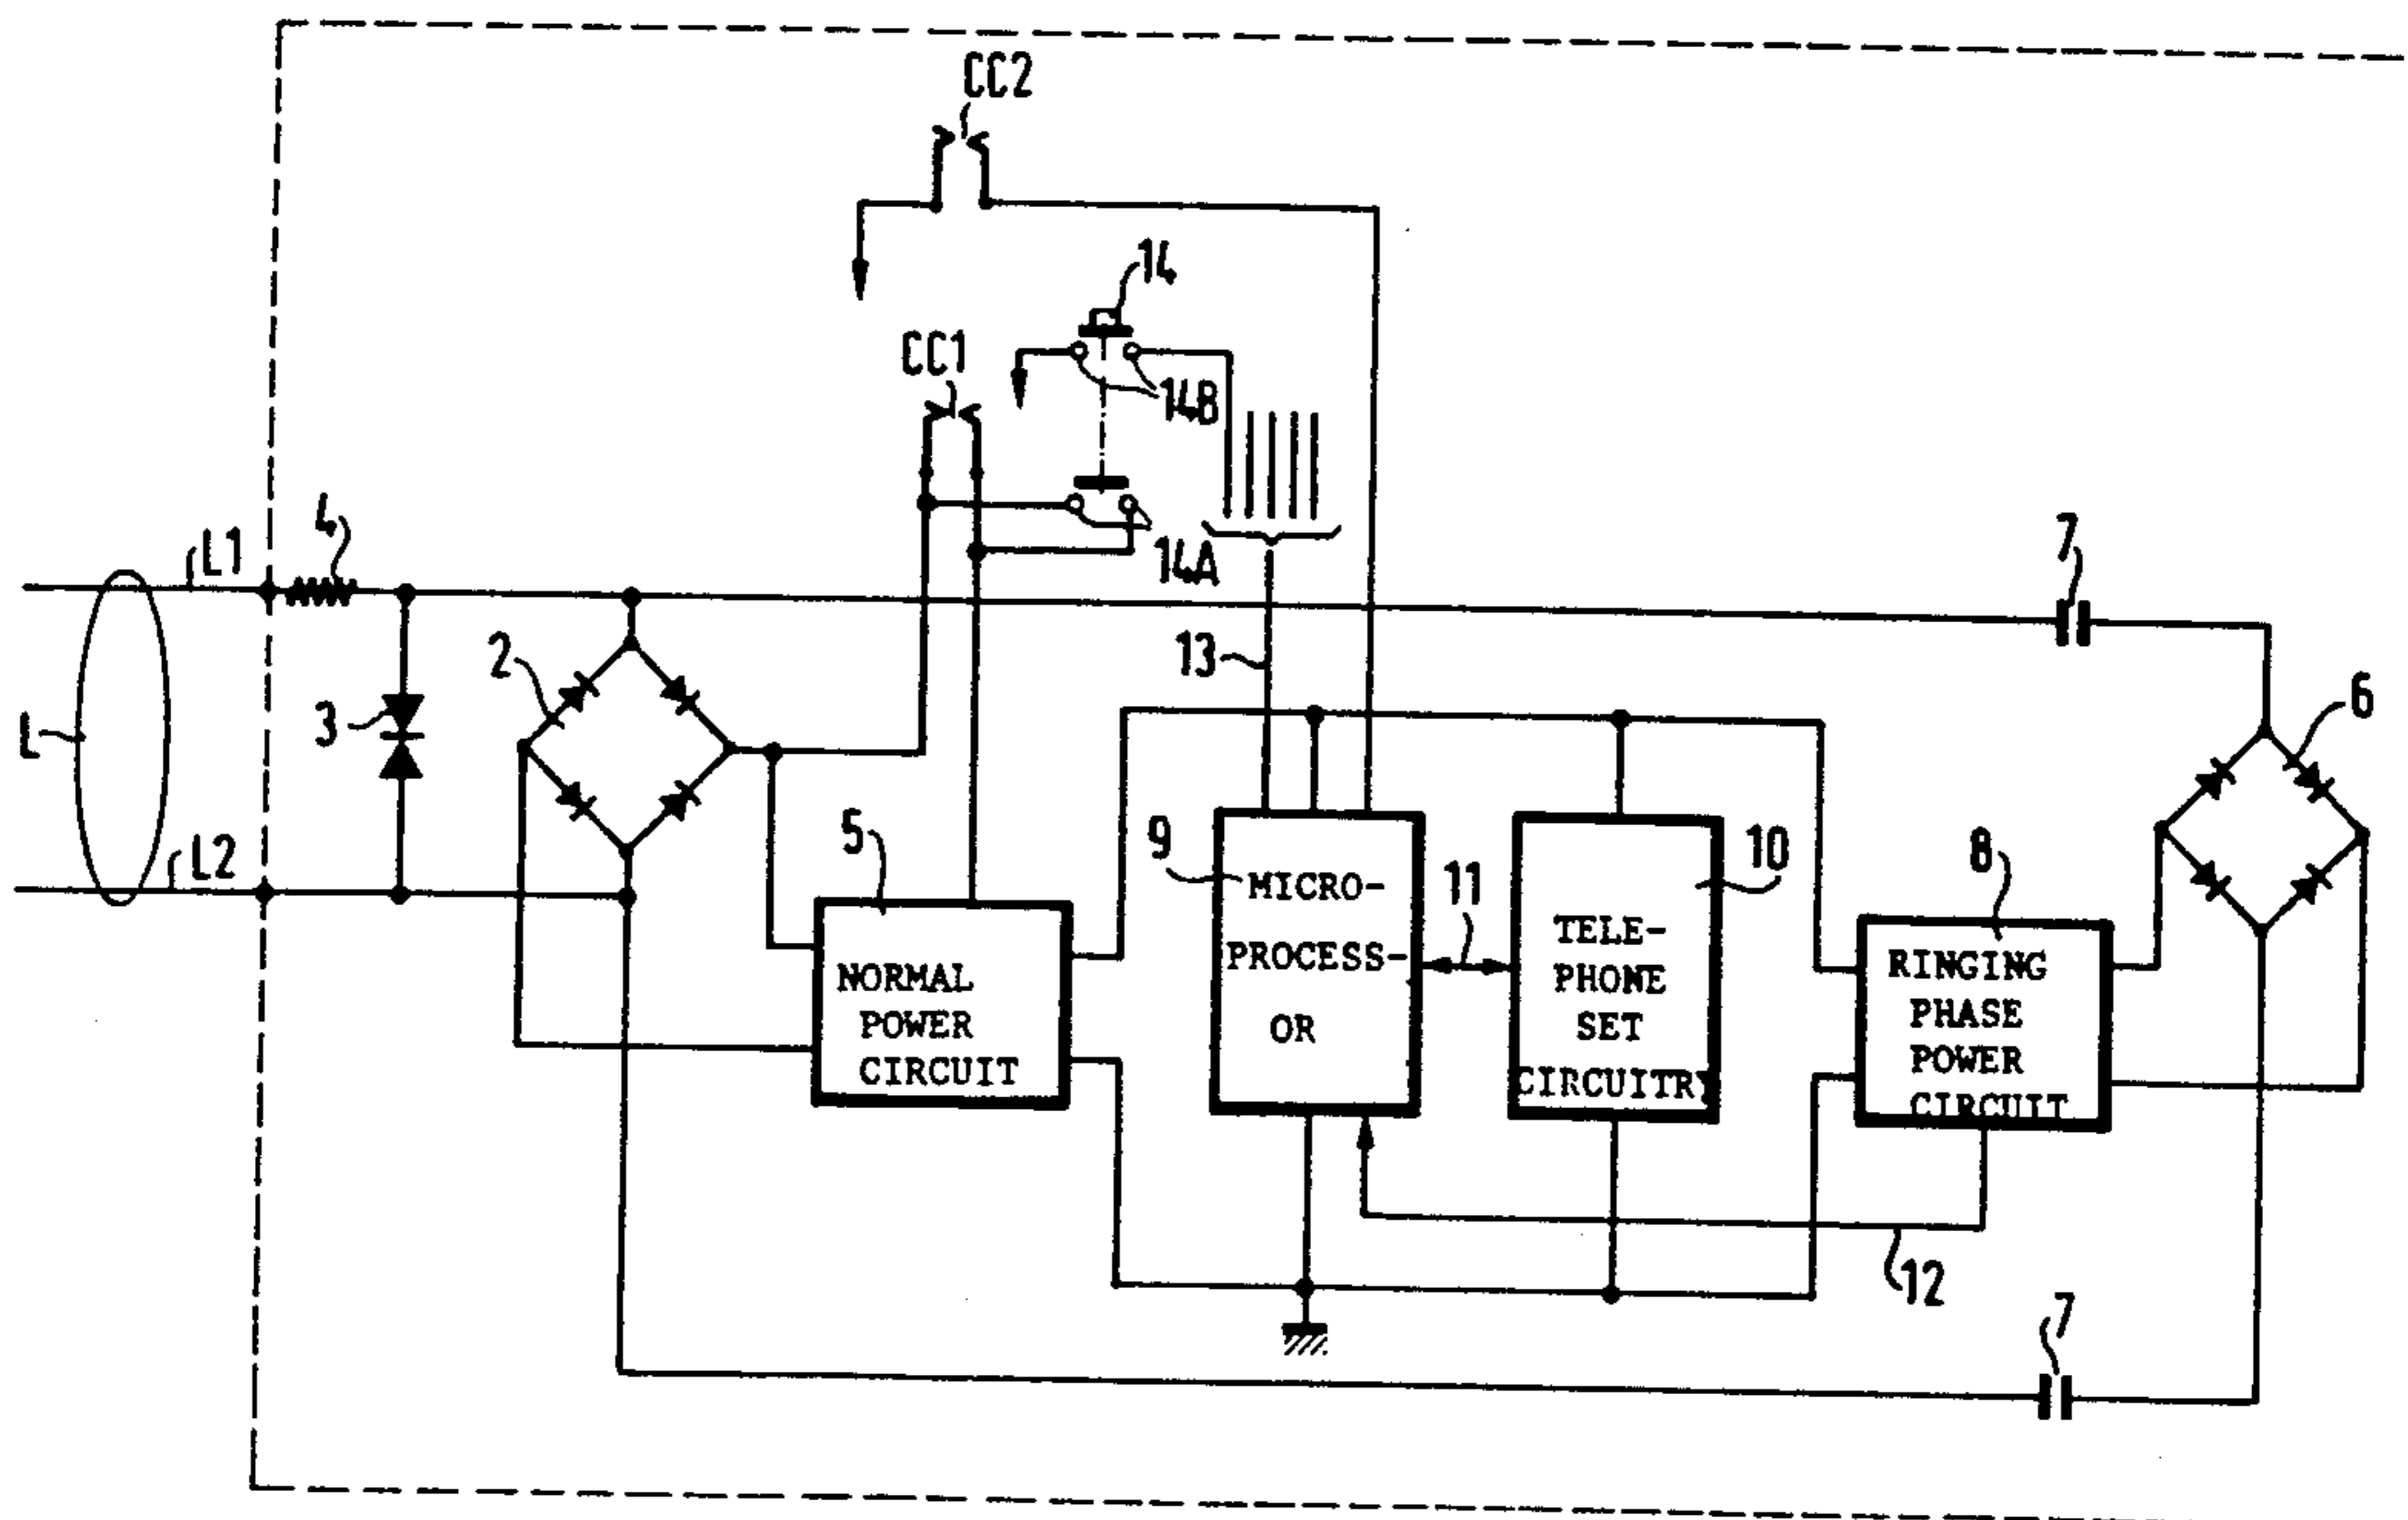 CC2
14
CC1
14B
4
L1
14A
7
2
13
6
3
L
5
9
8
L2
10
11
MICRO-
PROCESS-
OR
TELE-
PHONE
SET
CIRCUITRY
NORMAL
POWER
CIRCUIT
RINGING
PHASE
POWER
CIRCUIT
12
7